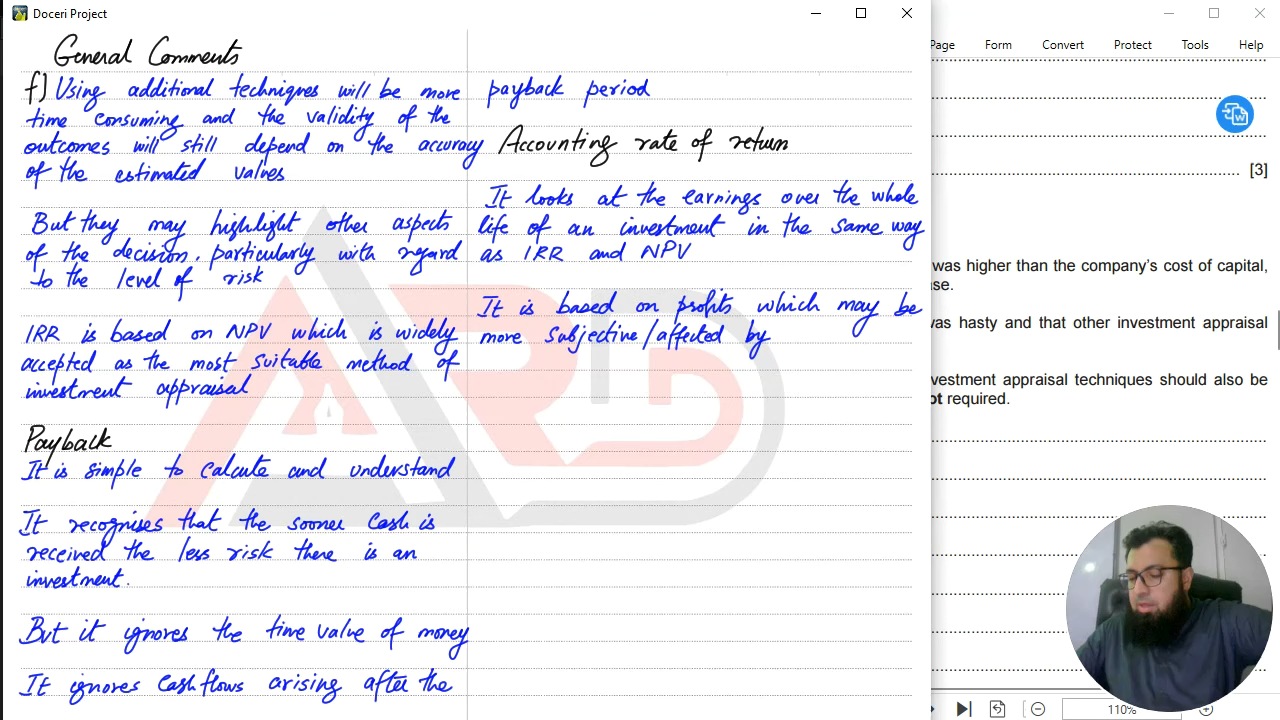 Doceri Project
General Comments
f) Using additional techniques will be more
time consuming and the validity of the
outcomes will still depend on the accuracy
of the estimated values
But they may highlight other aspects
of the decision, particularly with regard
to the level of risk
IRR is based on NPV which is widely
accepted as the most suitable method of
investment appraisal
Payback
It is simple to calcute and understand
It recognises that the sooner cash is
received the less risk there is an
investment.
But it ignores the time value of money
It ignores cashflows arising after the
payback period
Accounting rate of return
It looks at the earnings over the whole
life of an investment in the same way
as IRR and NPV
It is based on profits which may be
more subjective/affected by
Page Form Convert Protect Tools Help
[3]
was higher than the company's cost of capital,
was hasty and that other investment appraisal
vestment appraisal techniques should also be
required.
110%